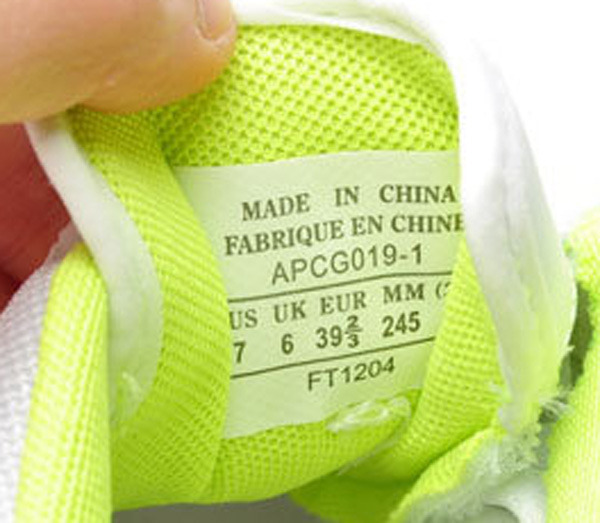 MADE IN CHINA
FABRIQUE EN CHINE
APCG019-1
US UK EUR MM
7 6 39⅔ 245
FT1204